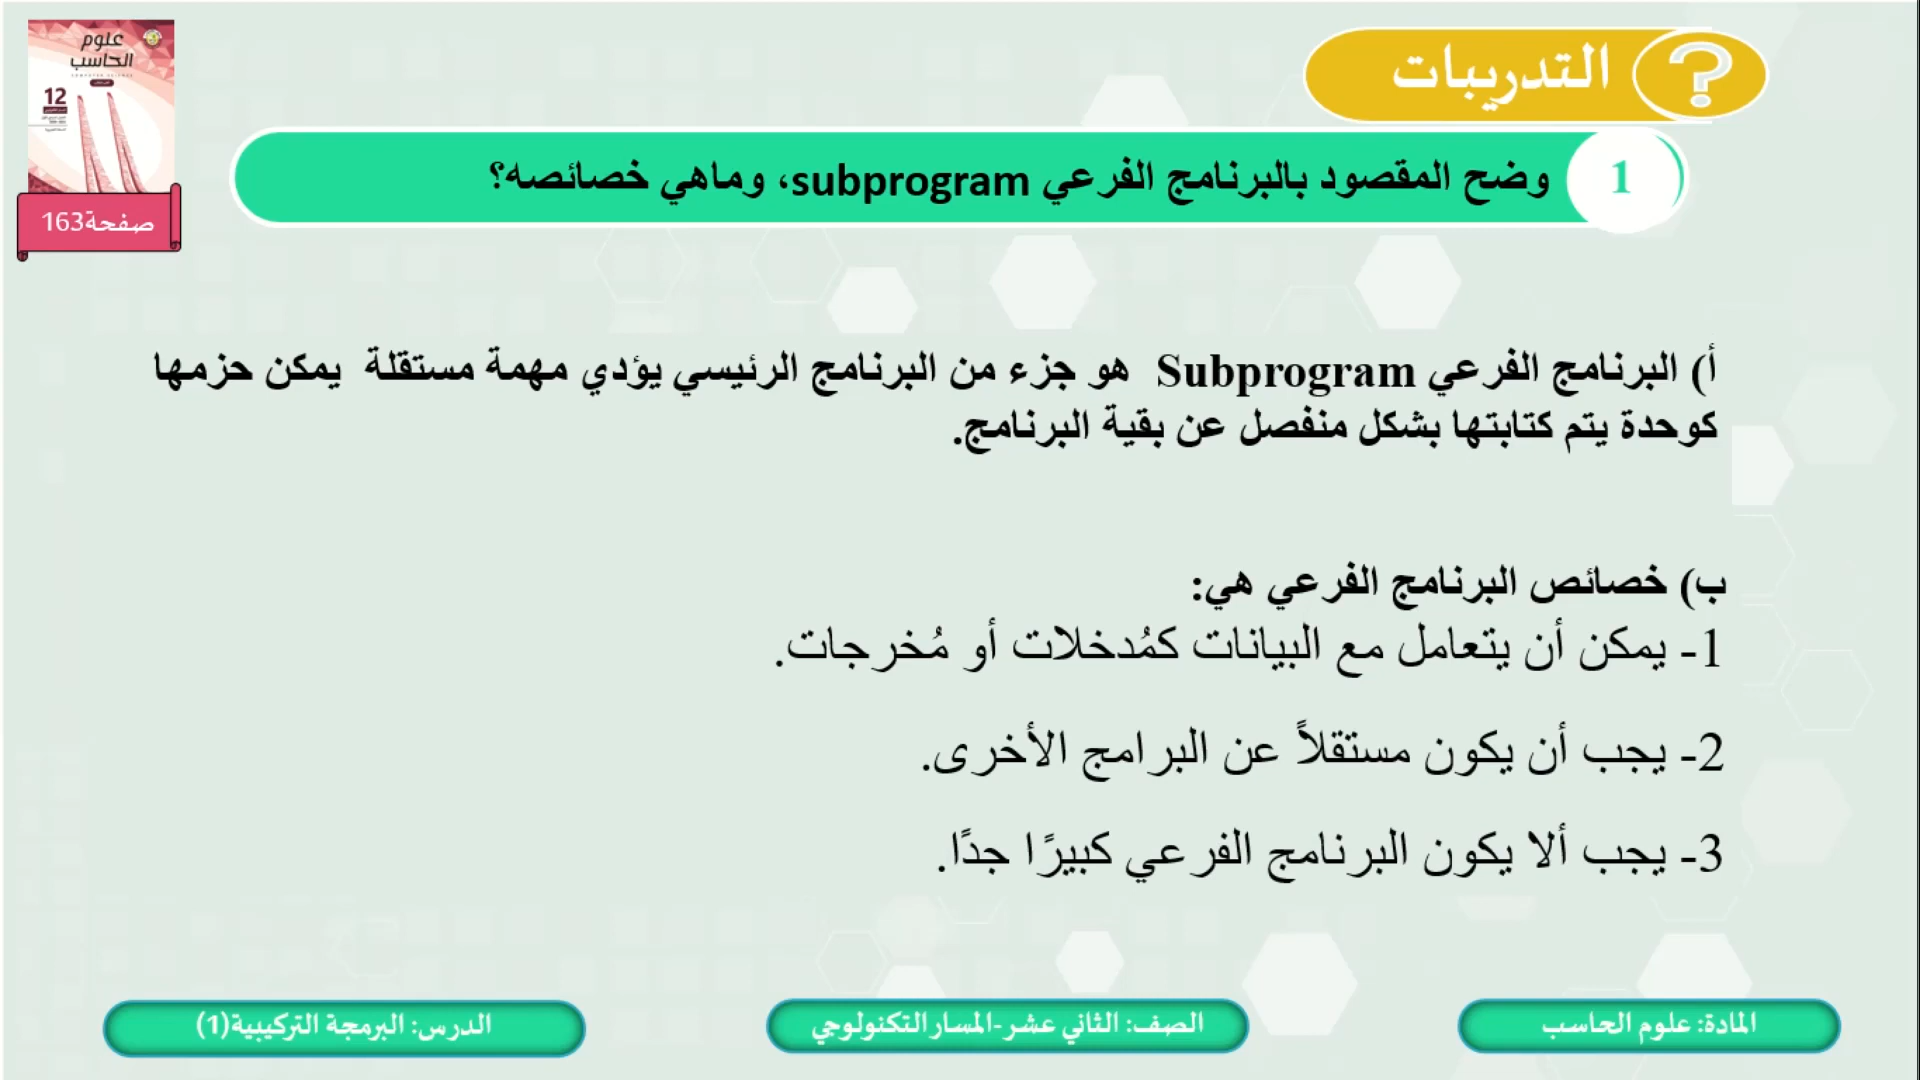 علوم
الحاسب
COMPUTER SCIENCE
12
صفحة163
التدريبات
1
وضح المقصود بالبرنامج الفرعي subprogram، وماهي خصائصه؟
أ) البرنامج الفرعي Subprogram هو جزء من البرنامج الرئيسي يؤدي مهمة مستقلة يمكن حزمها
كوحدة يتم كتابتها بشكل منفصل عن بقية البرنامج.
ب) خصائص البرنامج الفرعي هي:
1- يمكن أن يتعامل مع البيانات كمُدخلات أو مُخرجات.
2- يجب أن يكون مستقلاً عن البرامج الأخرى.
3- يجب ألا يكون البرنامج الفرعي كبيرًا جدًا.
المادة: علوم الحاسب
الصف: الثاني عشر-المسار التكنولوجي
الدرس: البرمجة التركيبية(1)